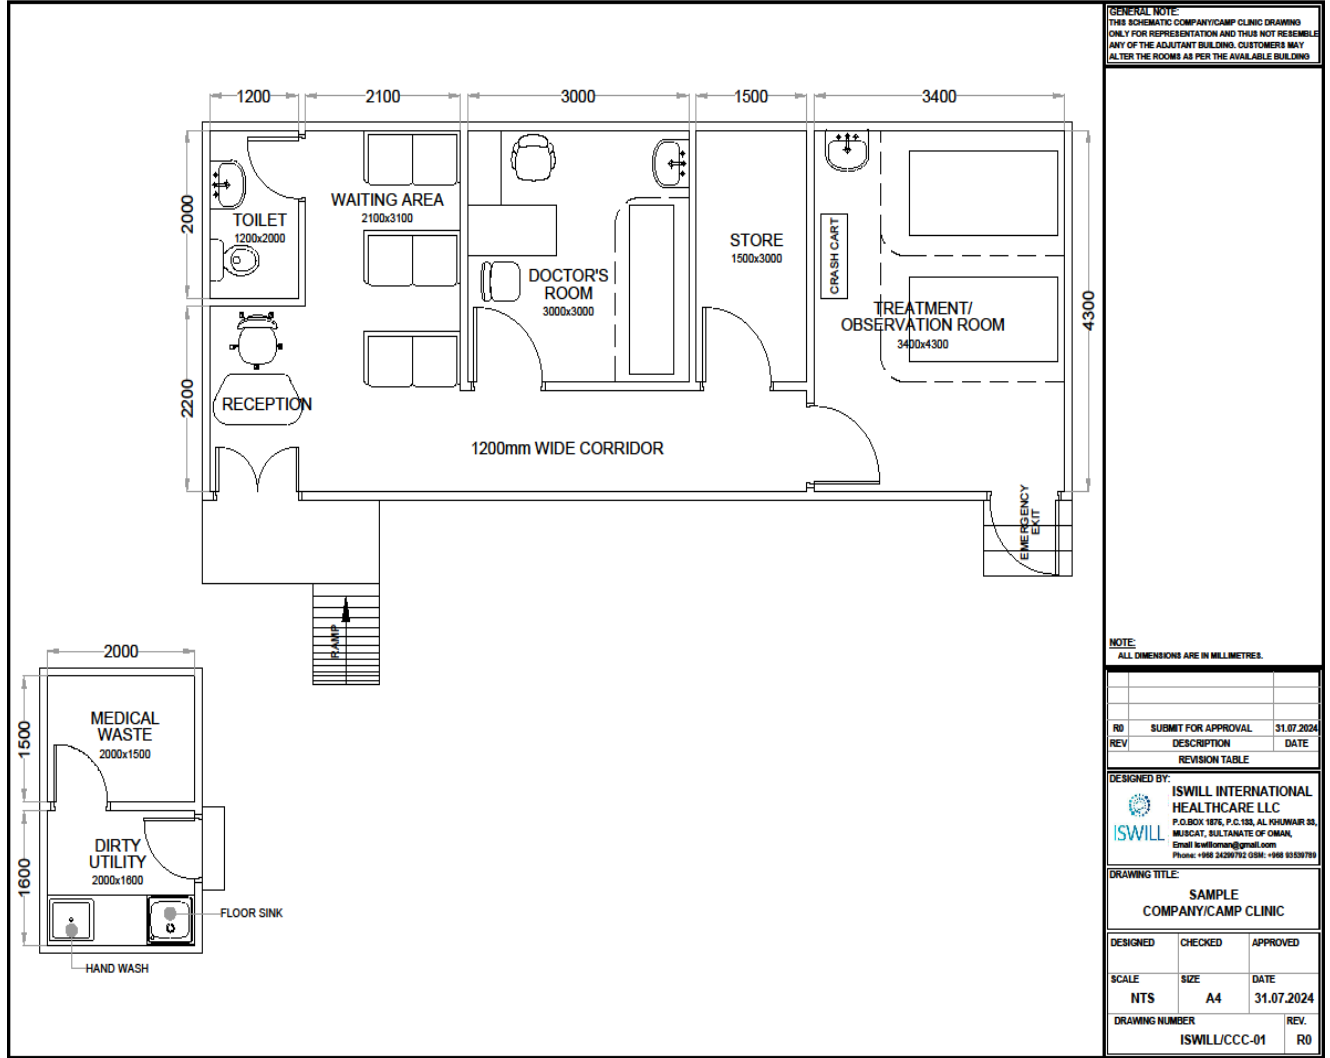 GENERAL NOTE:
THIS SCHEMATIC COMPANY/CAMP CLINIC DRAWING
ONLY FOR REPRESENTATION AND THUS NOT RESEMBLE
ANY OF THE ADJUTANT BUILDING. CUSTOMERS MAY
ALTER THE ROOMS AS PER THE AVAILABLE BUILDING
1200
2100
3000
1500
3400
2000
2200
4300
TOILET
1200x2000
WAITING AREA
2100x3100
DOCTOR'S
ROOM
3000x3000
STORE
1500x3000
CRASH CART
TREATMENT/
OBSERVATION ROOM
3400x4300
RECEPTION
1200mm WIDE CORRIDOR
EMERGENCY
EXIT
RAMP
2000
1500
1600
MEDICAL
WASTE
2000x1500
DIRTY
UTILITY
2000x1600
FLOOR SINK
HAND WASH
NOTE:
ALL DIMENSIONS ARE IN MILLIMETRES.
R0 SUBMIT FOR APPROVAL 31.07.2024
REV DESCRIPTION DATE
REVISION TABLE
DESIGNED BY:
ISWILL
ISWILL INTERNATIONAL
HEALTHCARE LLC
P.O.BOX 1875, P.C.133, AL KHUWAIR 33,
MUSCAT, SULTANATE OF OMAN,
Email iswilloman@gmail.com
Phone: +968 24299792 GSM: +968 93539789
DRAWING TITLE:
SAMPLE
COMPANY/CAMP CLINIC
DESIGNED CHECKED APPROVED
SCALE SIZE DATE
NTS A4 31.07.2024
DRAWING NUMBER REV.
ISWILL/CCC-01 R0